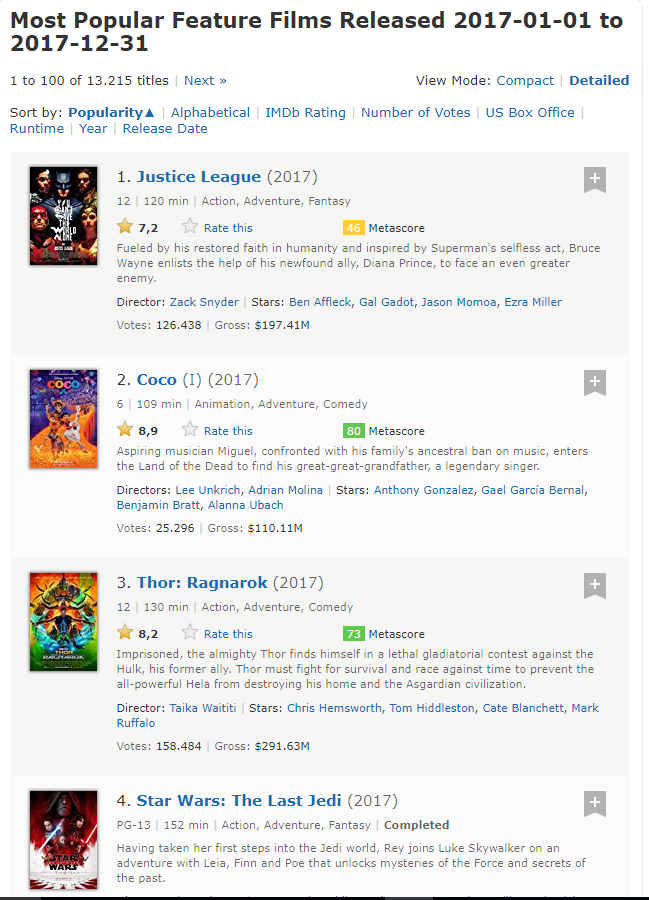 Most Popular Feature Films Released 2017-01-01 to
2017-12-31
1 to 100 of 13.215 titles | Next »
View Mode: Compact | Detailed
Sort by: Popularity▲ | Alphabetical | IMDb Rating | Number of Votes | US Box Office |
Runtime | Year | Release Date
YOU CAN'T SAVE THE WORLD ALONE
1. Justice League (2017)
12 | 120 min | Action, Adventure, Fantasy
7,2 Rate this 46 Metascore
Fueled by his restored faith in humanity and inspired by Superman's selfless act, Bruce
Wayne enlists the help of his newfound ally, Diana Prince, to face an even greater
enemy.
Director: Zack Snyder | Stars: Ben Affleck, Gal Gadot, Jason Momoa, Ezra Miller
Votes: 126.438 | Gross: $197.41M
COCO
2. Coco (I) (2017)
6 | 109 min | Animation, Adventure, Comedy
8,9 Rate this 80 Metascore
Aspiring musician Miguel, confronted with his family's ancestral ban on music, enters
the Land of the Dead to find his great-great-grandfather, a legendary singer.
Directors: Lee Unkrich, Adrian Molina | Stars: Anthony Gonzalez, Gael García Bernal,
Benjamin Bratt, Alanna Ubach
Votes: 25.296 | Gross: $110.11M
THOR
RAGNAROK
3. Thor: Ragnarok (2017)
12 | 130 min | Action, Adventure, Comedy
8,2 Rate this 73 Metascore
Imprisoned, the almighty Thor finds himself in a lethal gladiatorial contest against the
Hulk, his former ally. Thor must fight for survival and race against time to prevent the
all-powerful Hela from destroying his home and the Asgardian civilization.
Director: Taika Waititi | Stars: Chris Hemsworth, Tom Hiddleston, Cate Blanchett, Mark
Ruffalo
Votes: 158.484 | Gross: $291.63M
STAR WARS
4. Star Wars: The Last Jedi (2017)
PG-13 | 152 min | Action, Adventure, Fantasy | Completed
Having taken her first steps into the Jedi world, Rey joins Luke Skywalker on an
adventure with Leia, Finn and Poe that unlocks mysteries of the Force and secrets of
the past.